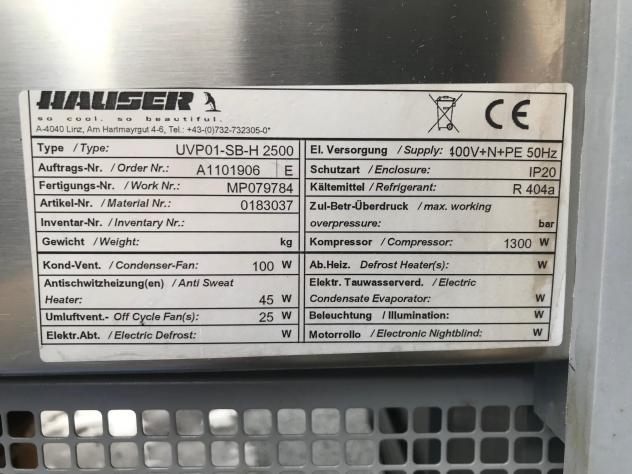 HAUSER
so cool. so beautiful.
A-4040 Linz, Am Hartmayrgut 4-6, Tel.: +43-(0)732-732305-0*
CE
Type / Type: UVP01-SB-H 2500
Auftrags-Nr. / Order Nr.: A1101906 E
Fertigungs-Nr. / Work Nr.: MP079784
Artikel-Nr. / Material Nr.: 0183037
Inventar-Nr. / Inventary Nr.:
Gewicht / Weight: kg
Kond-Vent. / Condenser-Fan: 100 W
Antischwitzheizung(en) / Anti Sweat
Heater: 45 W
Umluftvent.- Off Cycle Fan(s): 25 W
Elektr.Abt. / Electric Defrost: W
El. Versorgung / Supply: 400V+N+PE 50Hz
Schutzart / Enclosure: IP20
Kältemittel / Refrigerant: R 404a
Zul-Betr-Überdruck / max. working
overpressure: bar
Kompressor / Compressor: 1300 W
Ab.Heiz. Defrost Heater(s): W
Elektr. Tauwasserverd. / Electric
Condensate Evaporator: W
Beleuchtung / Illumination: W
Motorrollo / Electronic Nightblind: W